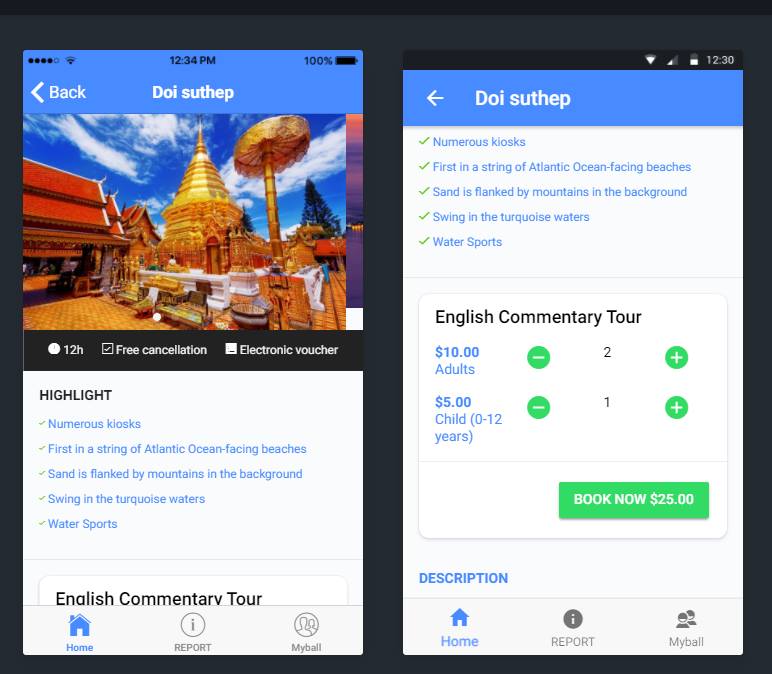 12:34 PM
100%
Back
Doi suthep
12h
Free cancellation
Electronic voucher
HIGHLIGHT
Numerous kiosks
First in a string of Atlantic Ocean-facing beaches
Sand is flanked by mountains in the background
Swing in the turquoise waters
Water Sports
English Commentary Tour
Home
REPORT
Myball
12:30
Doi suthep
Numerous kiosks
First in a string of Atlantic Ocean-facing beaches
Sand is flanked by mountains in the background
Swing in the turquoise waters
Water Sports
English Commentary Tour
$10.00
Adults
2
$5.00
Child (0-12
years)
1
BOOK NOW $25.00
DESCRIPTION
Home
REPORT
Myball